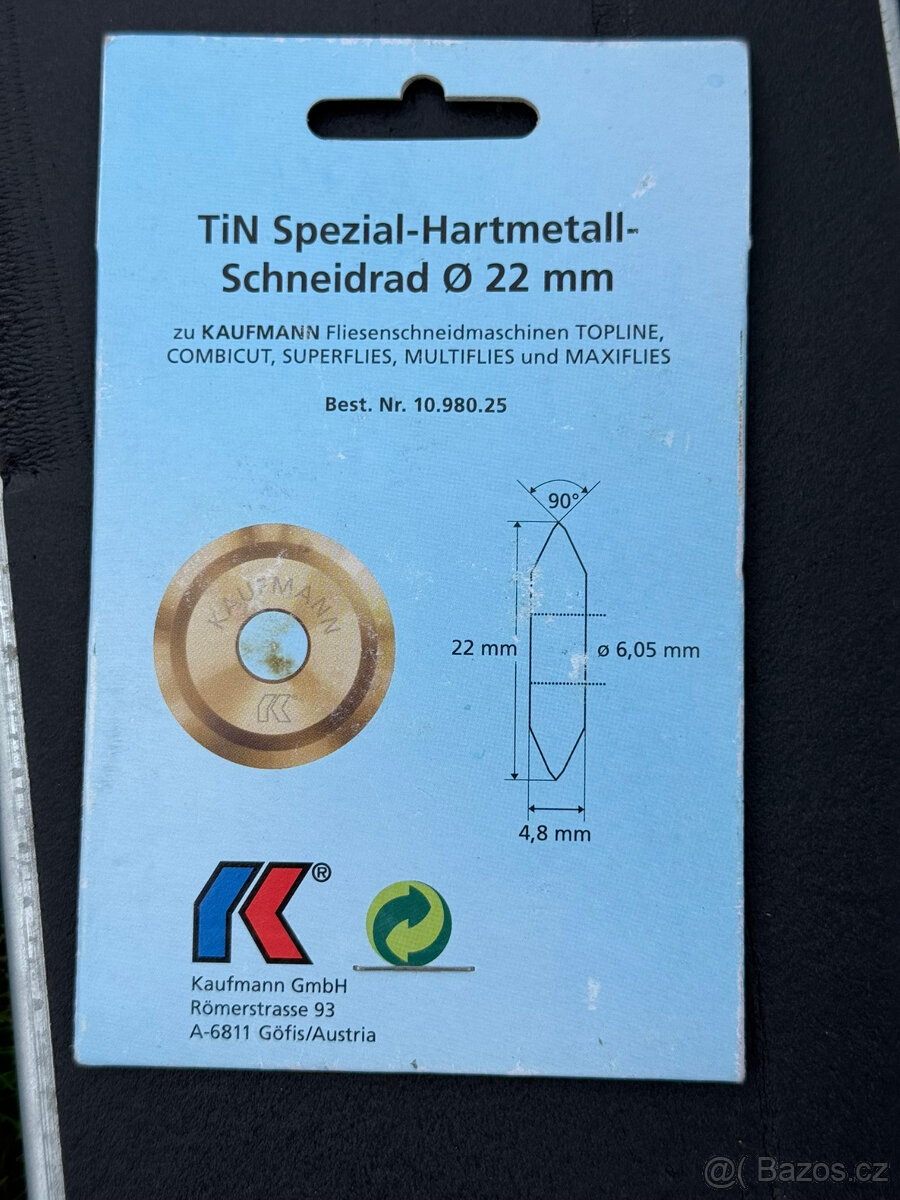 TiN Spezial-Hartmetall-
Schneidrad Ø 22 mm
zu KAUFMANN Fliesenschneidmaschinen TOPLINE,
COMBICUT, SUPERFLIES, MULTIFLIES und MAXIFLIES
Best. Nr. 10.980.25
90°
KAUFMANN
22 mm
ø 6,05 mm
4,8 mm
K®
Kaufmann GmbH
Römerstrasse 93
A-6811 Göfis/Austria
@( Bazos.cz